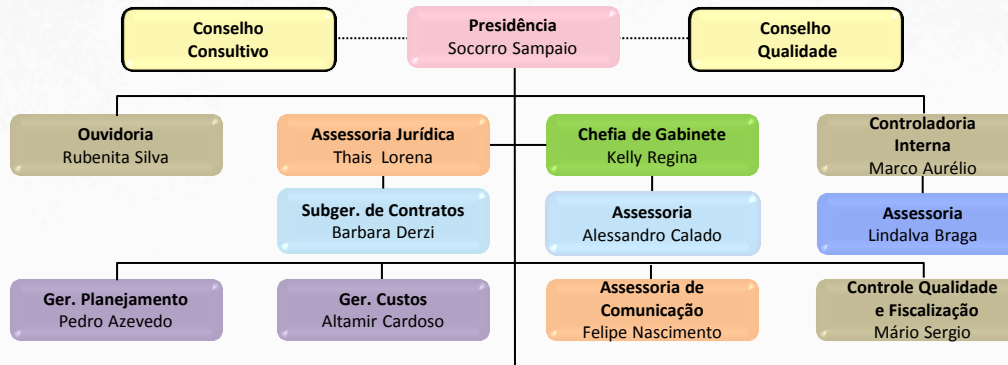 Conselho
Consultivo
Presidência
Socorro Sampaio
Conselho
Qualidade
Ouvidoria
Rubenita Silva
Assessoria Jurídica
Thais Lorena
Chefia de Gabinete
Kelly Regina
Controladoria
Interna
Marco Aurélio
Subger. de Contratos
Barbara Derzi
Assessoria
Alessandro Calado
Assessoria
Lindalva Braga
Ger. Planejamento
Pedro Azevedo
Ger. Custos
Altamir Cardoso
Assessoria de
Comunicação
Felipe Nascimento
Controle Qualidade
e Fiscalização
Mário Sergio